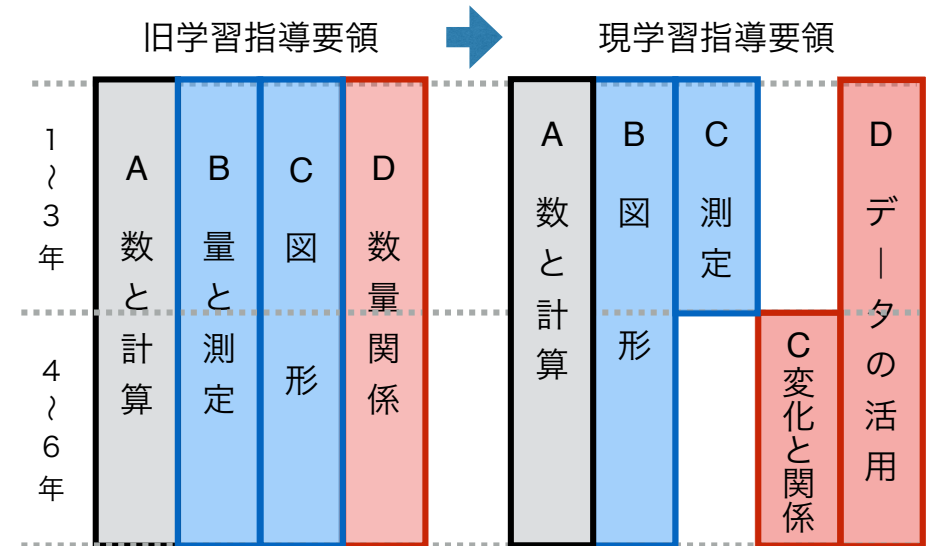 旧学習指導要領
現学習指導要領
1〜3年
4〜6年
A 数と計算
B 量と測定
C 図形
D 数量関係
A 数と計算
B 図形
C 測定
C 変化と関係
D データの活用